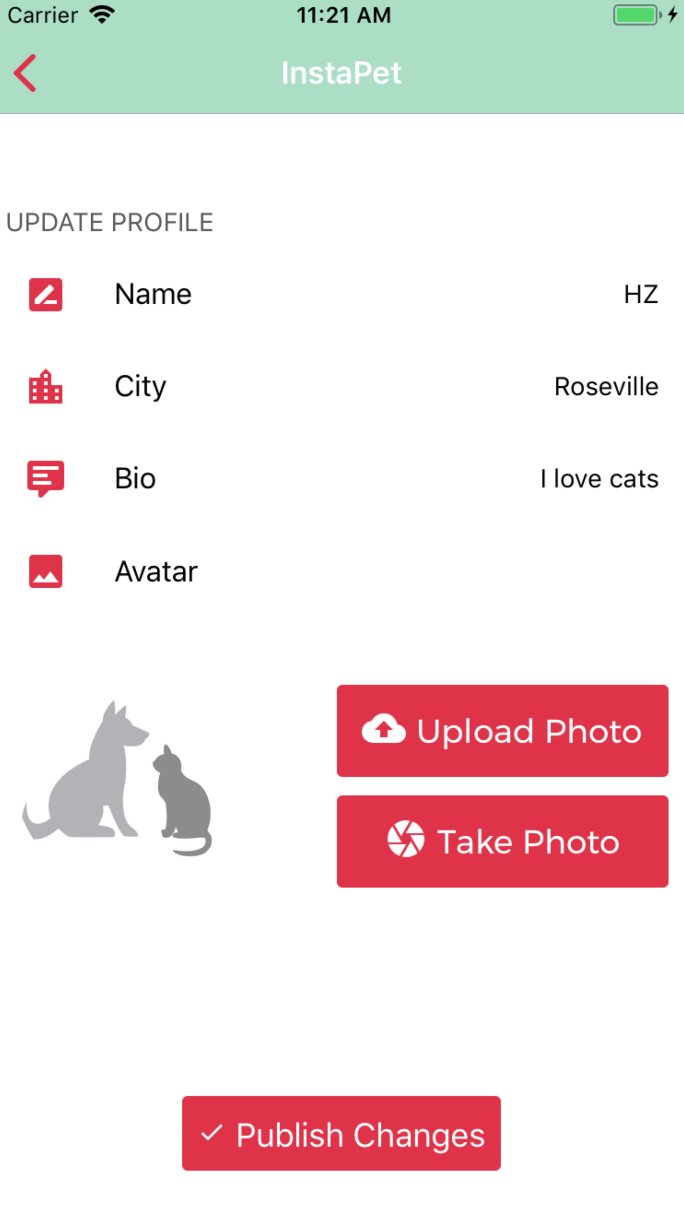 Carrier 11:21 AM
InstaPet
UPDATE PROFILE
Name HZ
City Roseville
Bio I love cats
Avatar
Upload Photo
Take Photo
Publish Changes